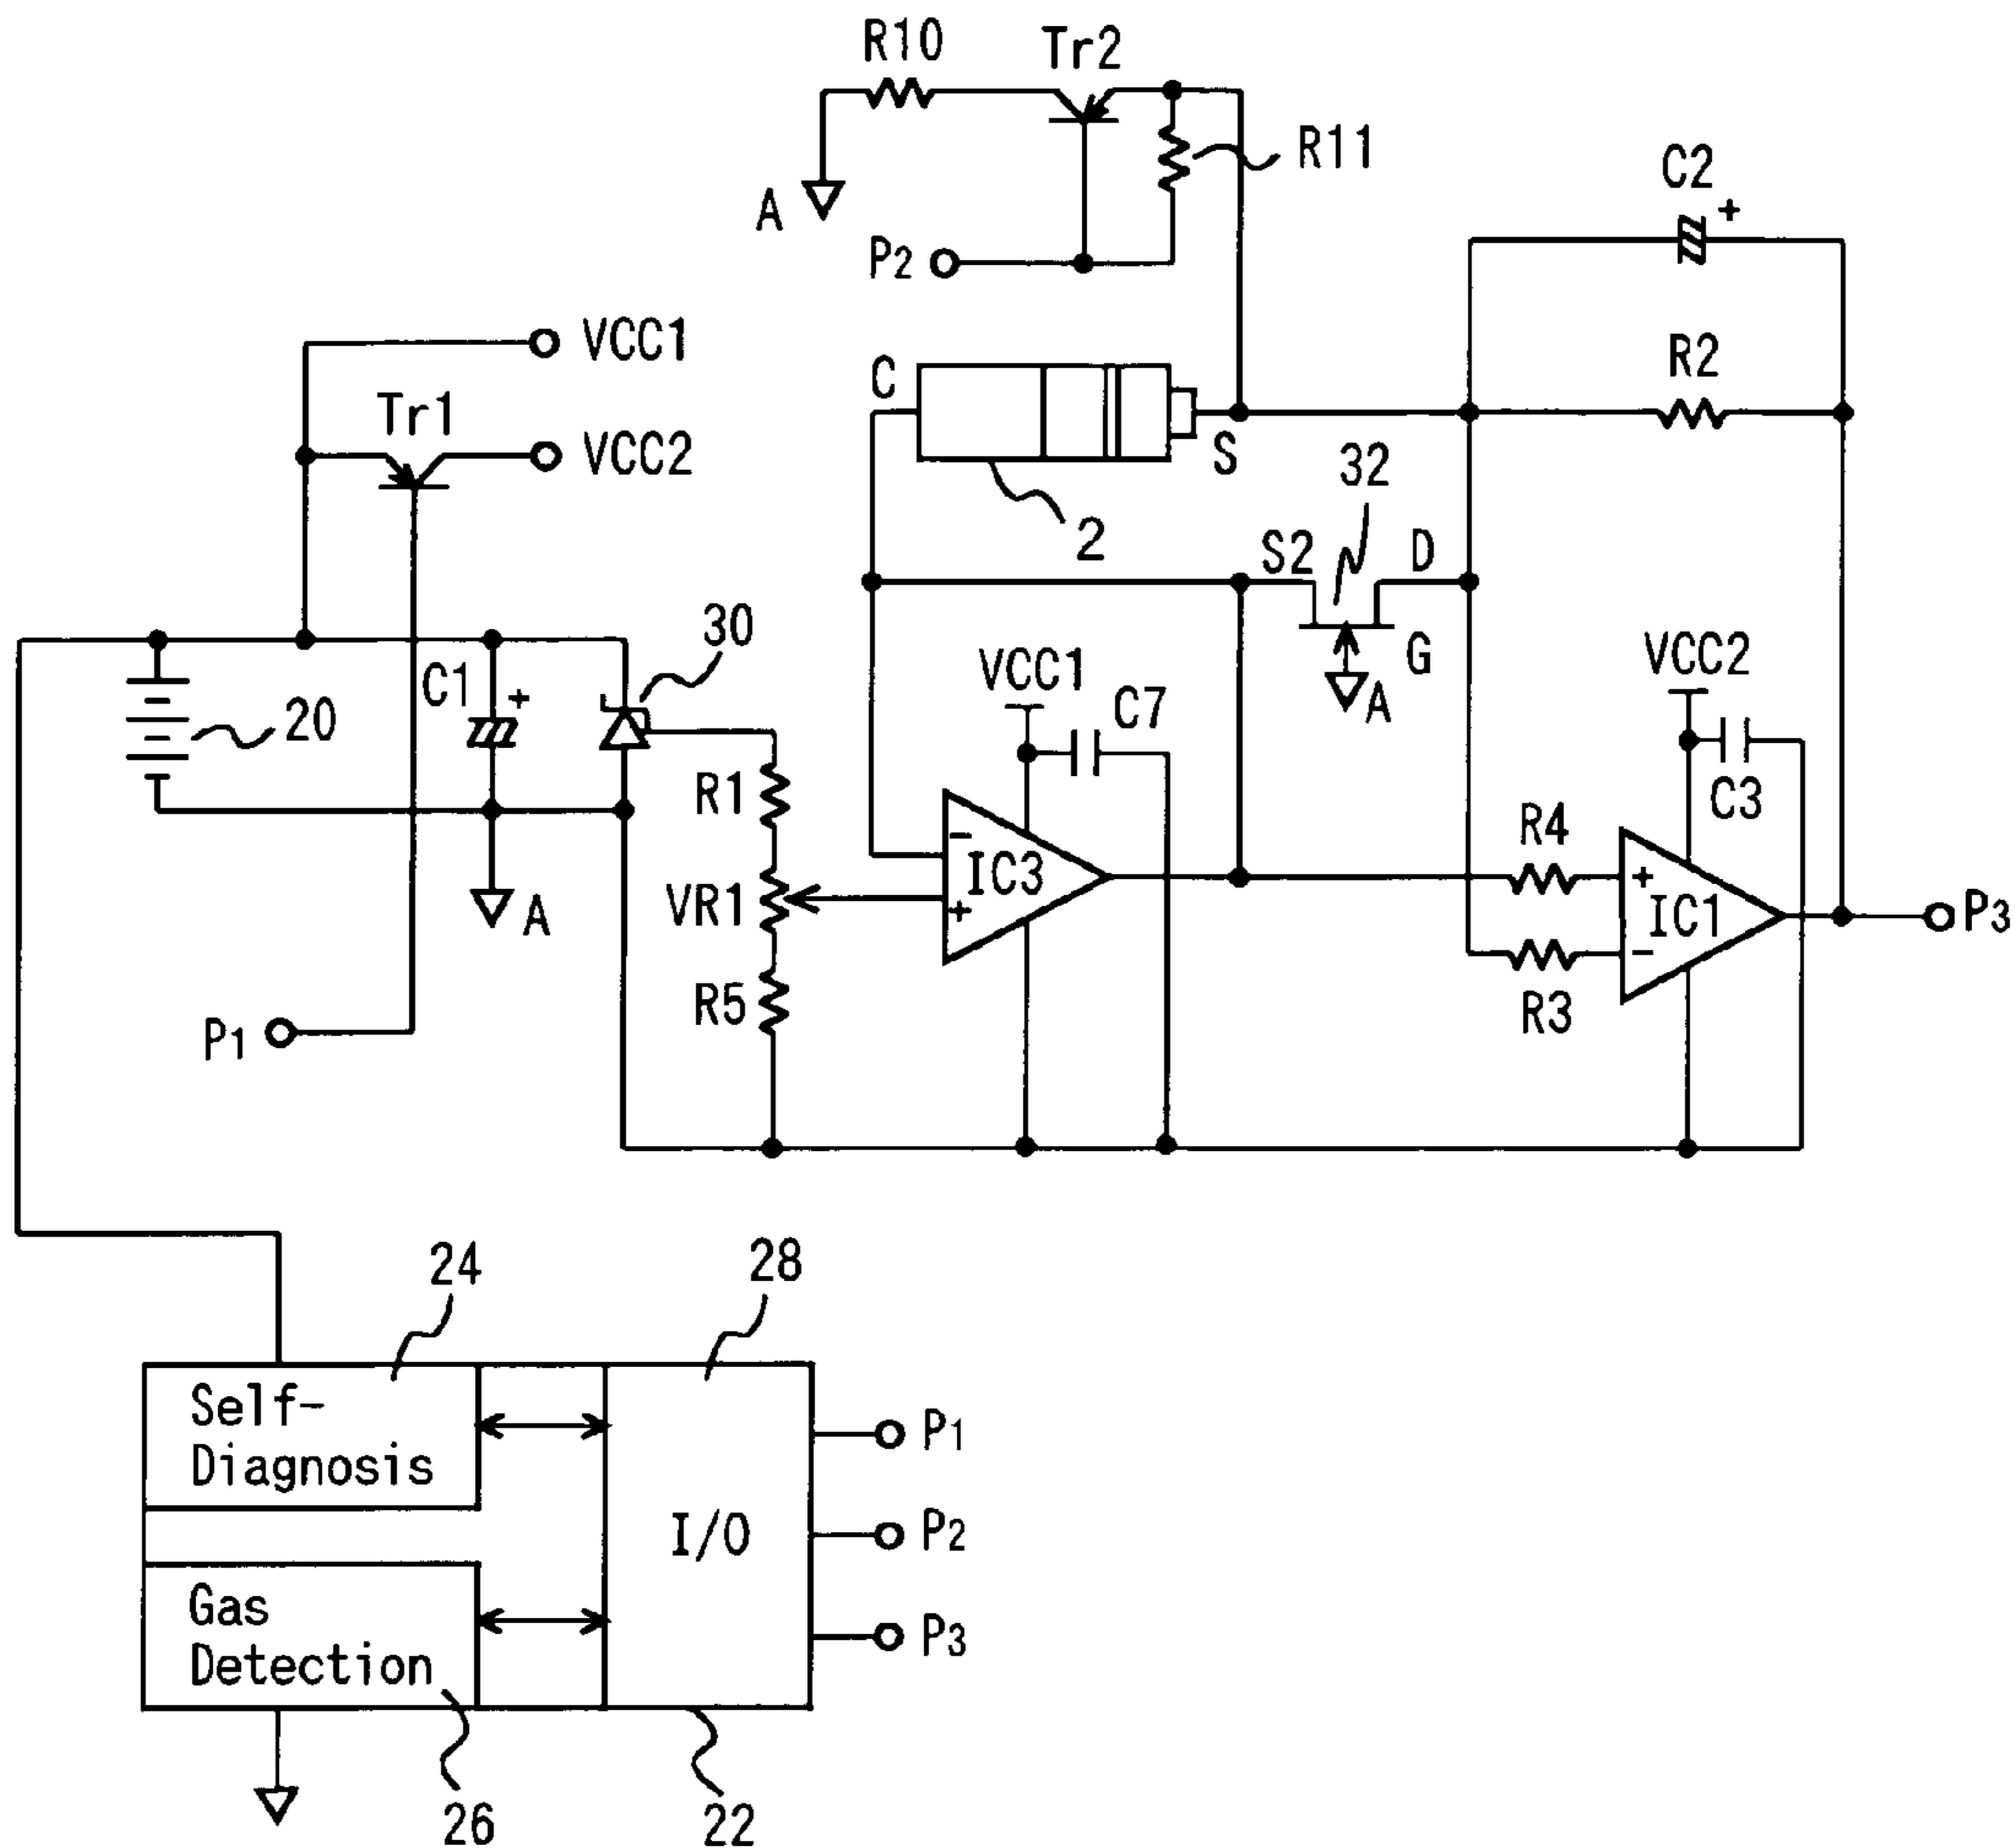 R10
Tr2
R11
C2
+
A
P2
VCC1
R2
C
Tr1
VCC2
S
32
2
S2
D
30
G
VCC1
VCC2
C1
+
20
C7
A
R1
C3
R4
-
IC3
+
VR1
+
IC1
-
P3
A
R5
R3
P1
24
28
Self-
Diagnosis
P1
I/O
P2
Gas
Detection
P3
26
22